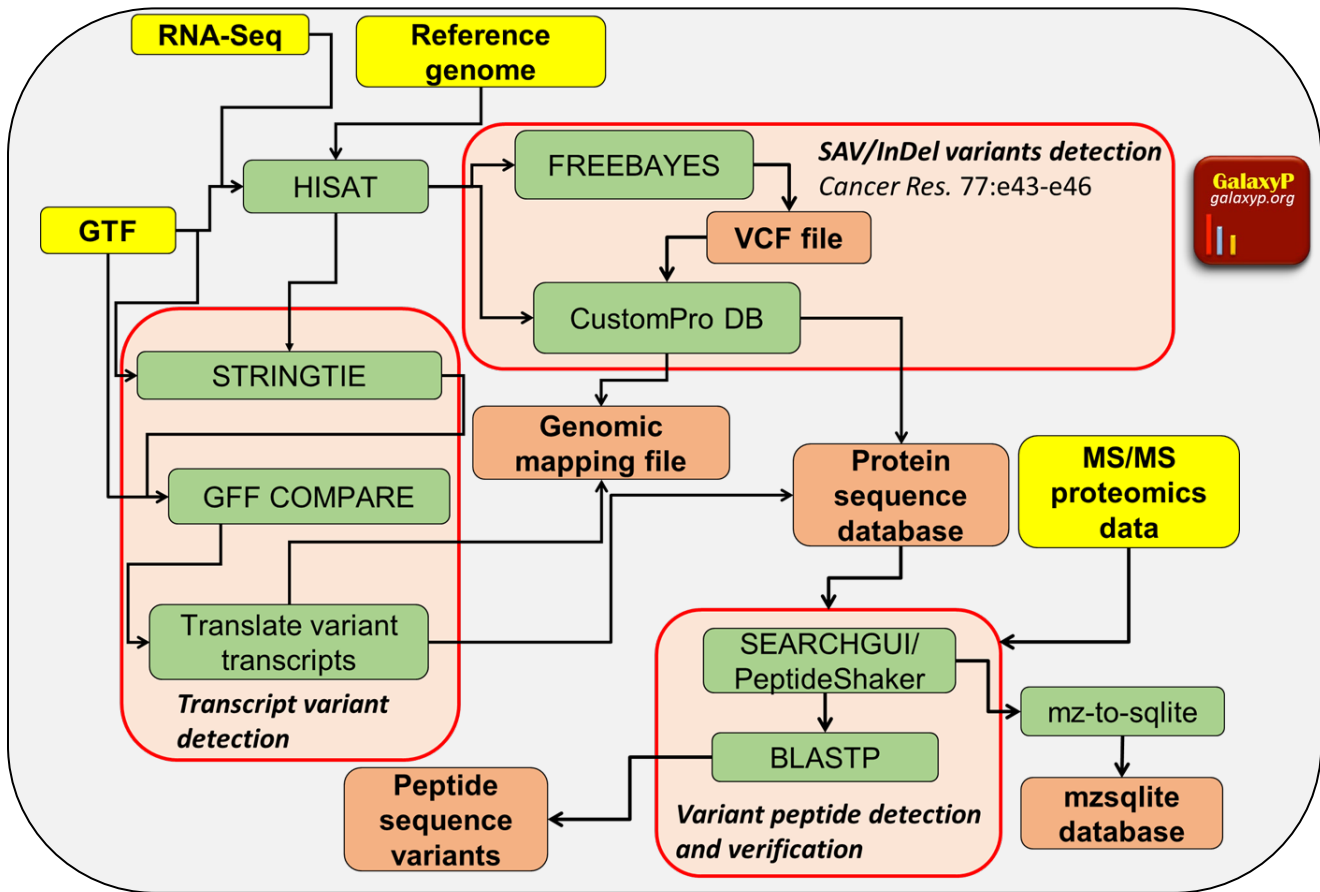 RNA-Seq
Reference
genome
FREEBAYES
SAV/InDel variants detection
Cancer Res. 77:e43-e46
HISAT
GalaxyP
galaxyp.org
GTF
VCF file
CustomPro DB
STRINGTIE
Genomic
mapping file
Protein
sequence
database
MS/MS
proteomics
data
GFF COMPARE
Translate variant
transcripts
Transcript variant
detection
SEARCHGUI/
PeptideShaker
mz-to-sqlite
BLASTP
Peptide
sequence
variants
Variant peptide detection
and verification
mzsqlite
database